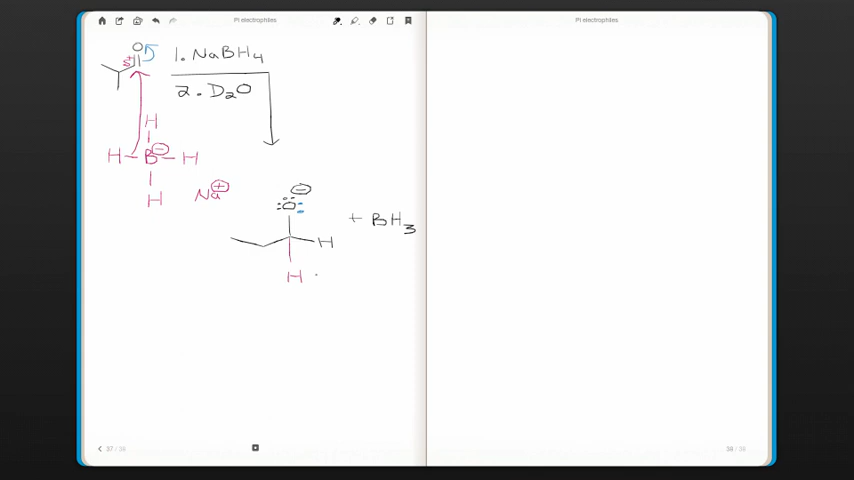 PI electrophiles
PI electrophiles
O
δ+
1. NaBH4
2. D2O
H
H B ⊖ H
H
Na ⊕
⊖
O
H
+ BH3
H
37 / 38
38 / 38